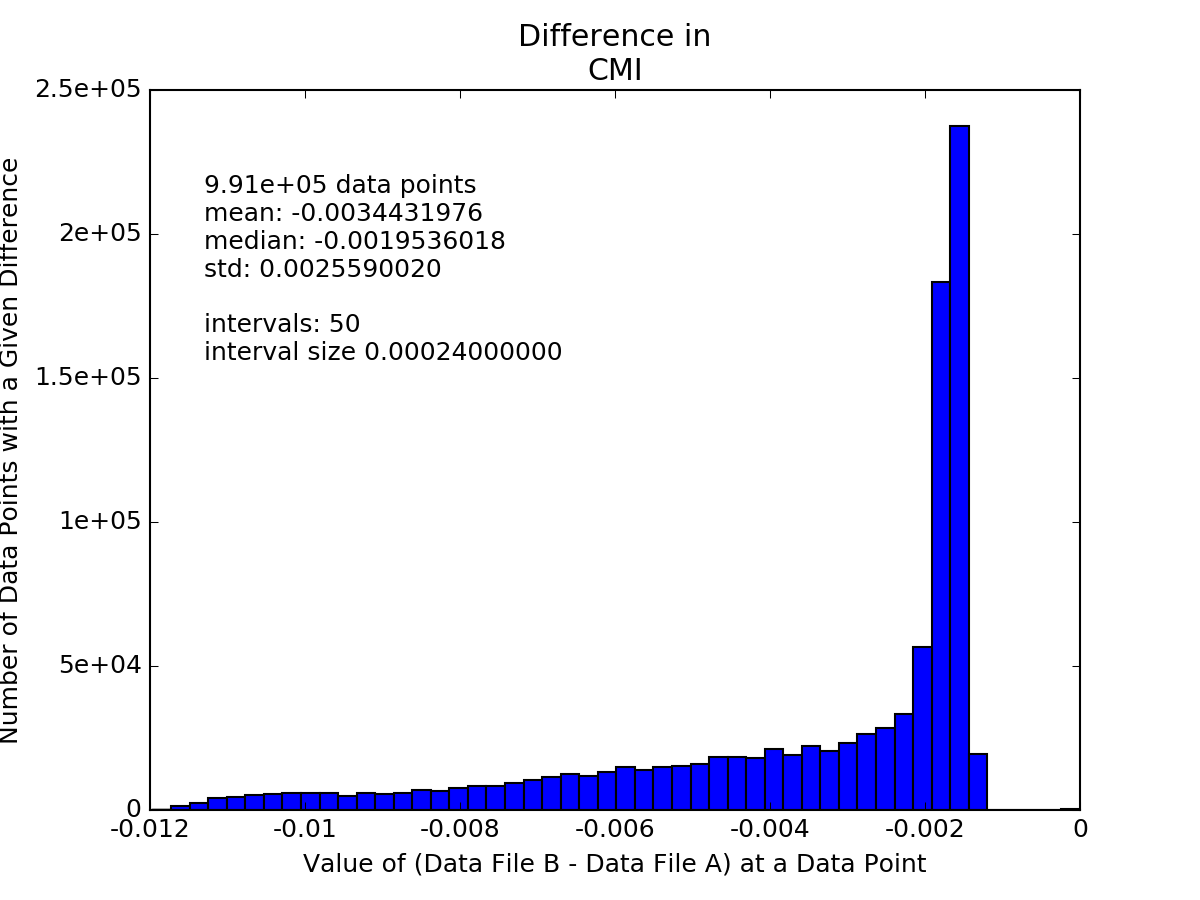 Difference in
CMI
2.5e+05
2e+05
1.5e+05
1e+05
5e+04
0
Number of Data Points with a Given Difference
9.91e+05 data points
mean: -0.0034431976
median: -0.0019536018
std: 0.0025590020
intervals: 50
interval size 0.00024000000
-0.012 -0.01 -0.008 -0.006 -0.004 -0.002 0
Value of (Data File B - Data File A) at a Data Point